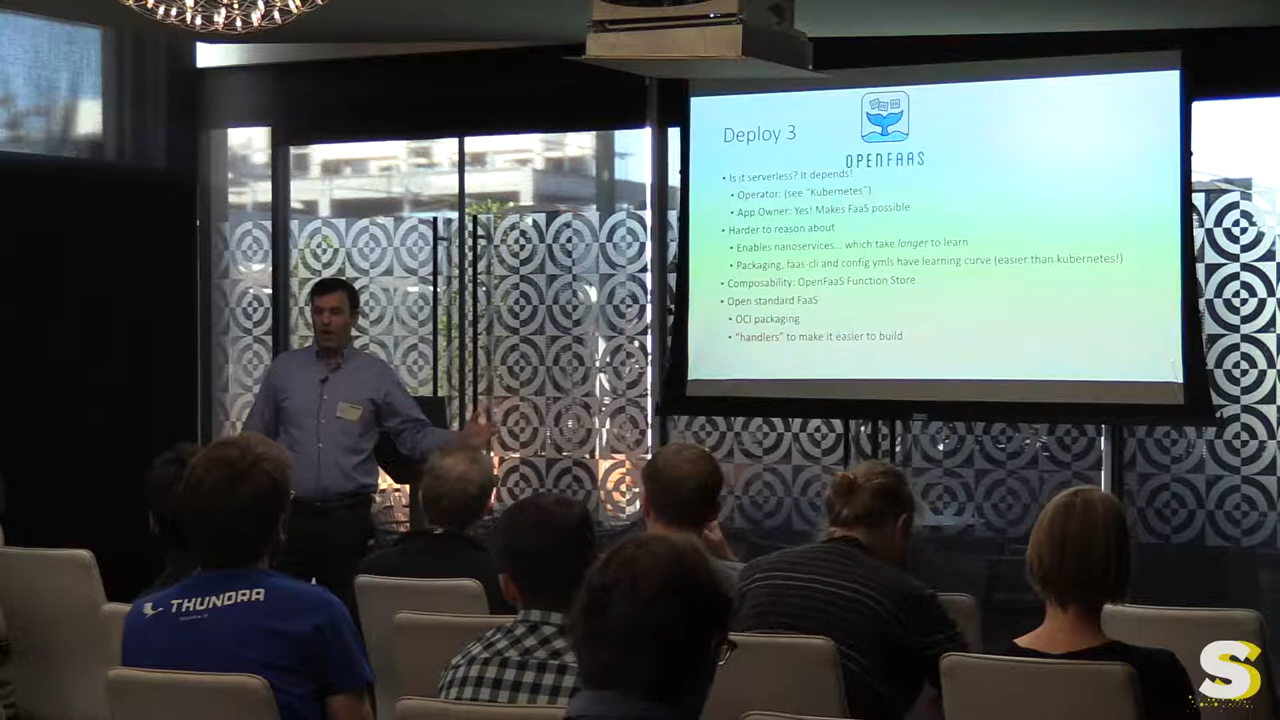 Deploy 3
OPENFAAS
• Is it serverless? It depends!
• Operator: (see "Kubernetes")
• App Owner: Yes! Makes FaaS possible
• Harder to reason about
• Enables nanoservices... which take longer to learn
• Packaging, faas-cli and config ymls have learning curve (easier than kubernetes!)
• Composability: OpenFaaS Function Store
• Open standard FaaS
• OCI packaging
• "handlers" to make it easier to build
THUNDRA
S